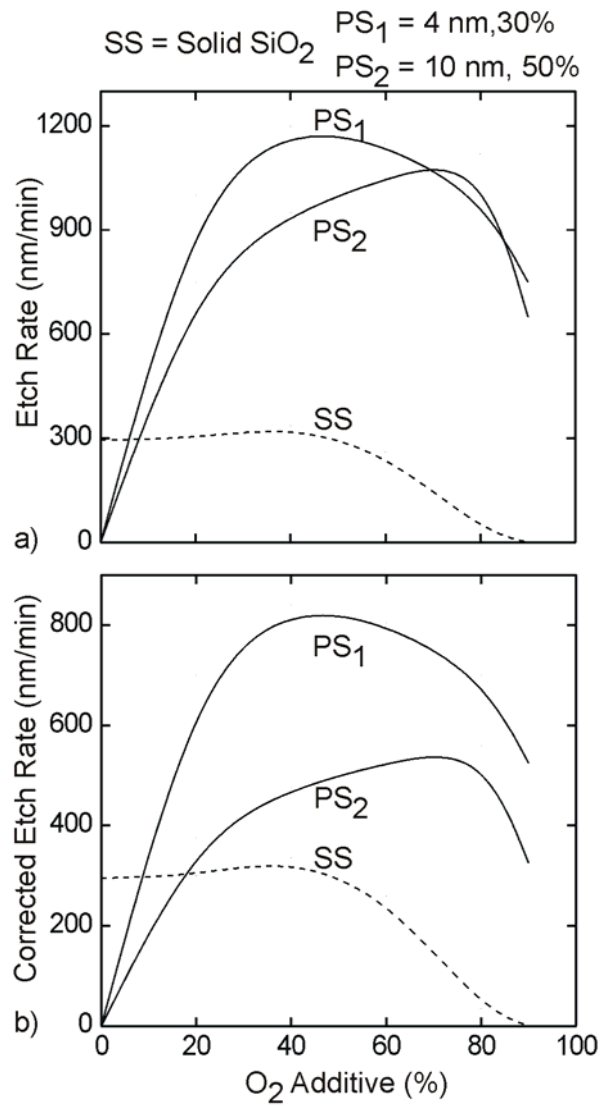 SS = Solid SiO2
PS1 = 4 nm,30%
PS2 = 10 nm, 50%
1200
900
600
300
0
Etch Rate (nm/min)
PS1
PS2
SS
a)
800
600
400
200
0
Corrected Etch Rate (nm/min)
PS1
PS2
SS
b)
0 20 40 60 80 100
O2 Additive (%)